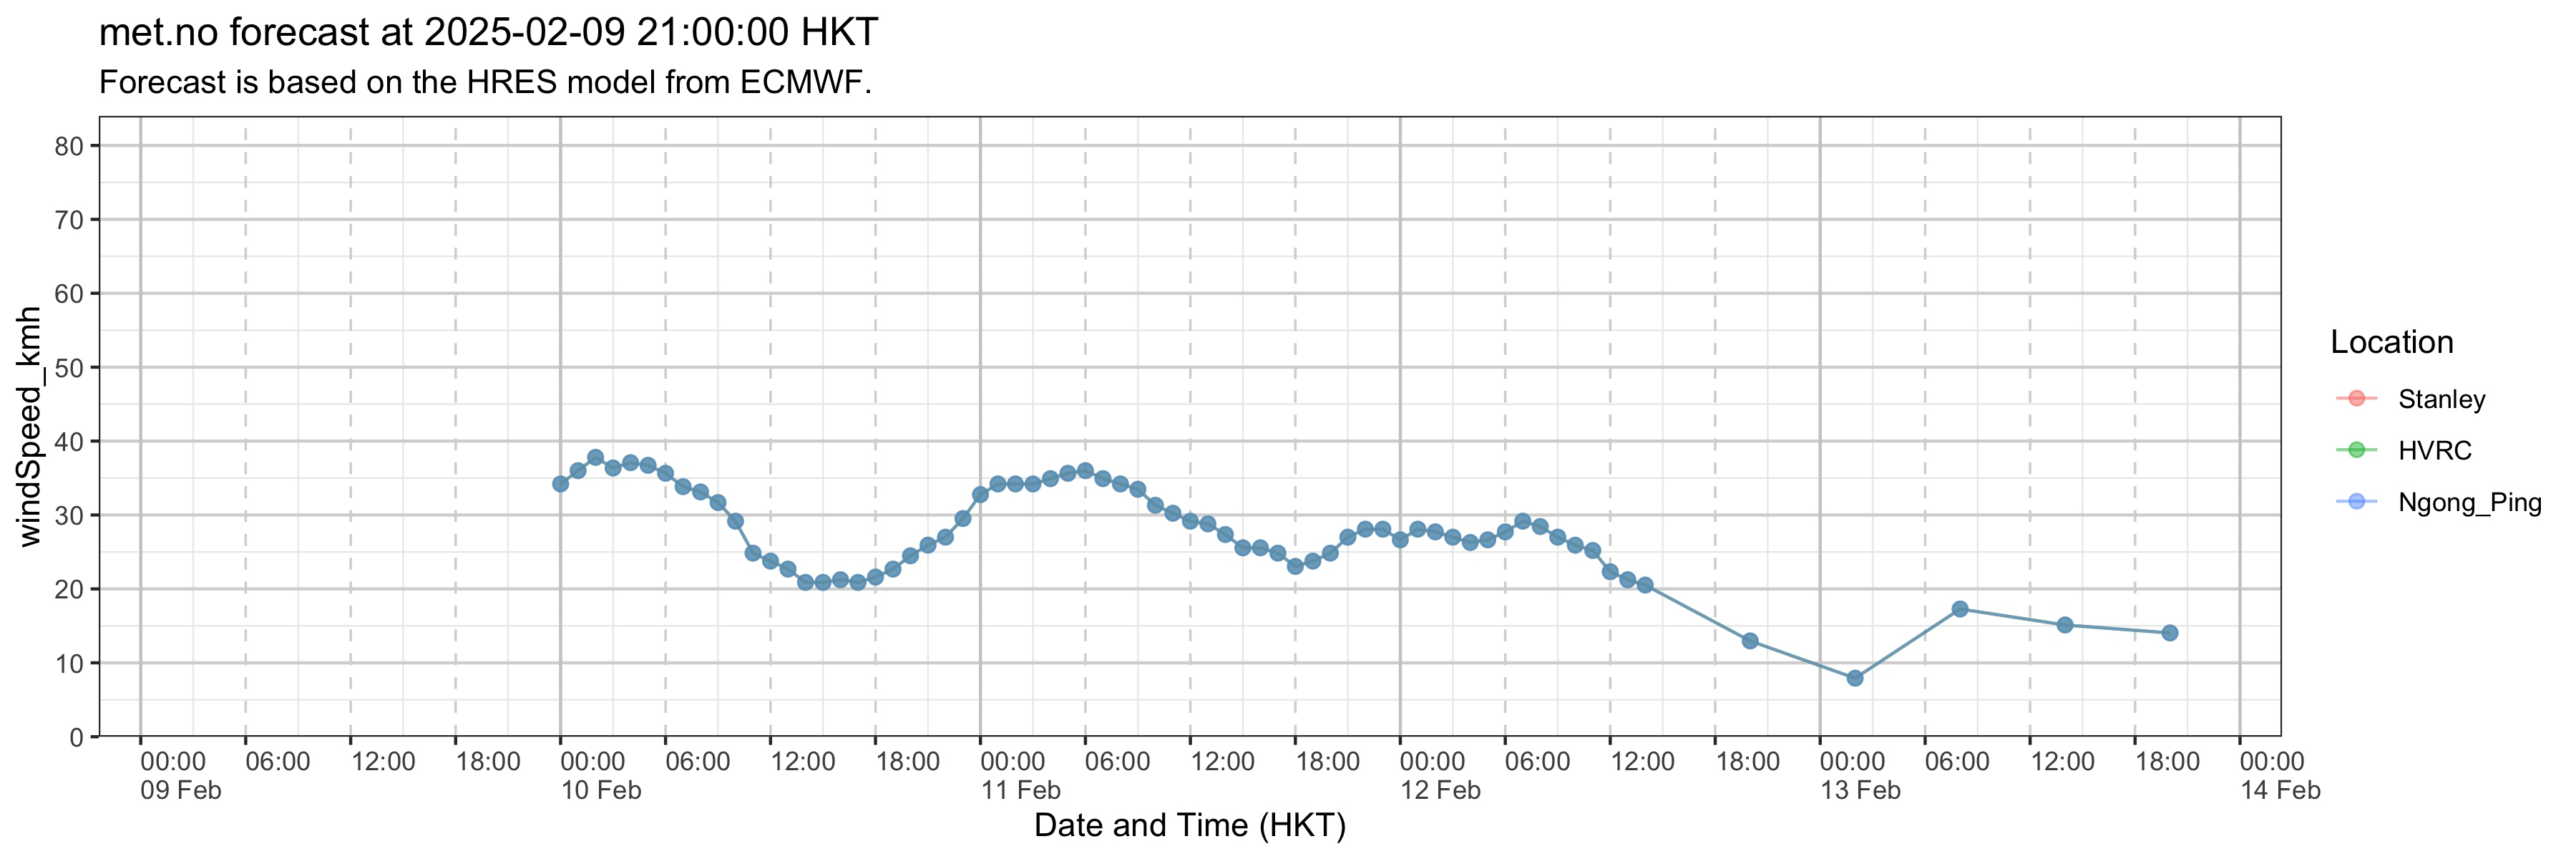 met.no forecast at 2025-02-09 21:00:00 HKT
Forecast is based on the HRES model from ECMWF.
windSpeed_kmh
80
70
60
50
40
30
20
10
0
00:00 06:00 12:00 18:00 00:00 06:00 12:00 18:00 00:00 06:00 12:00 18:00 00:00 06:00 12:00 18:00 00:00 06:00 12:00 18:00 00:00
09 Feb 10 Feb 11 Feb 12 Feb 13 Feb 14 Feb
Date and Time (HKT)
Location
Stanley
HVRC
Ngong_Ping